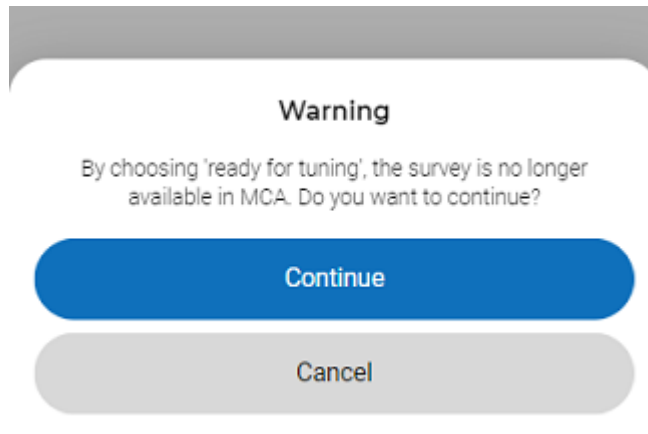 Warning
By choosing 'ready for tuning', the survey is no longer
available in MCA. Do you want to continue?
Continue
Cancel